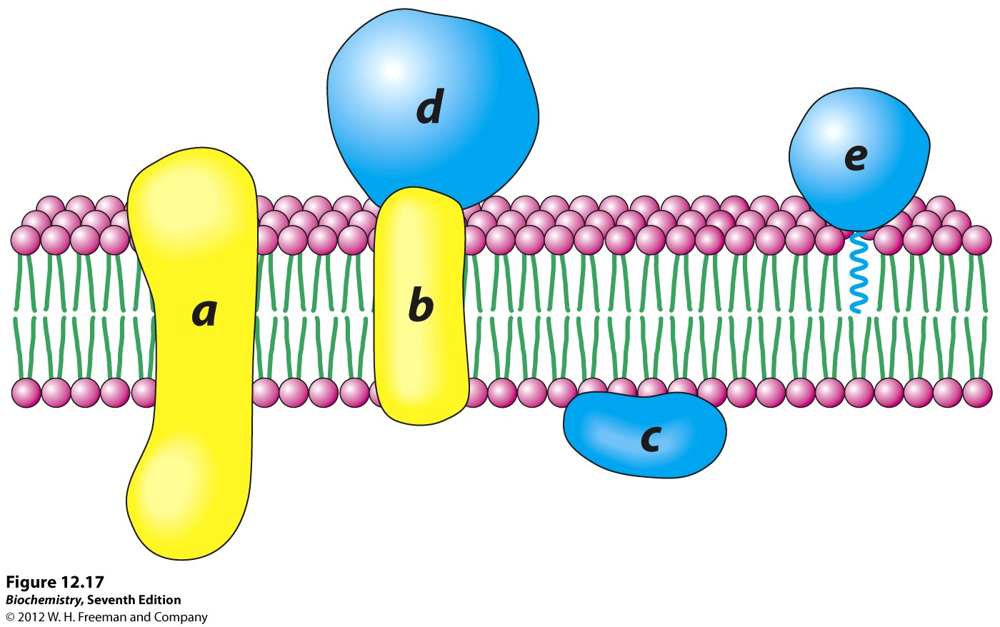 d
e
a
b
c
Figure 12.17
Biochemistry, Seventh Edition
© 2012 W. H. Freeman and Company